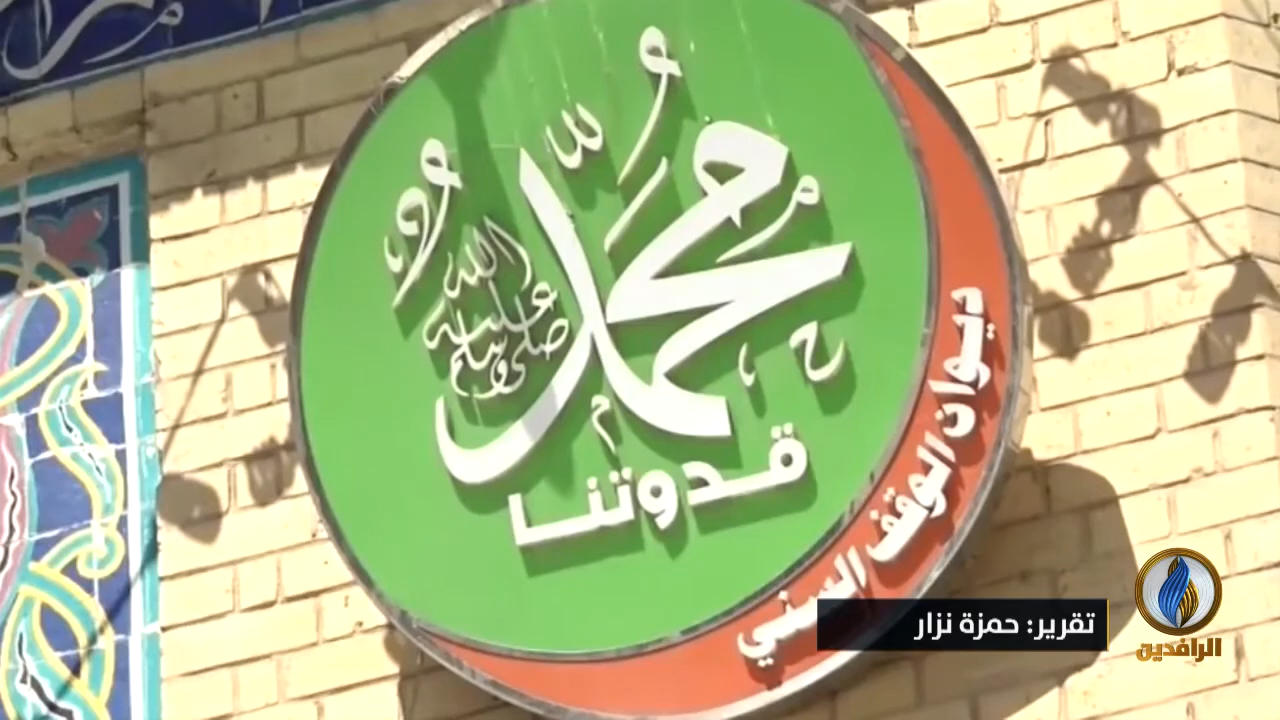 محمد
صلى الله عليه وسلم
قدوتنا
ديوان الوقف السني
تقرير: حمزة نزار
الرافدين